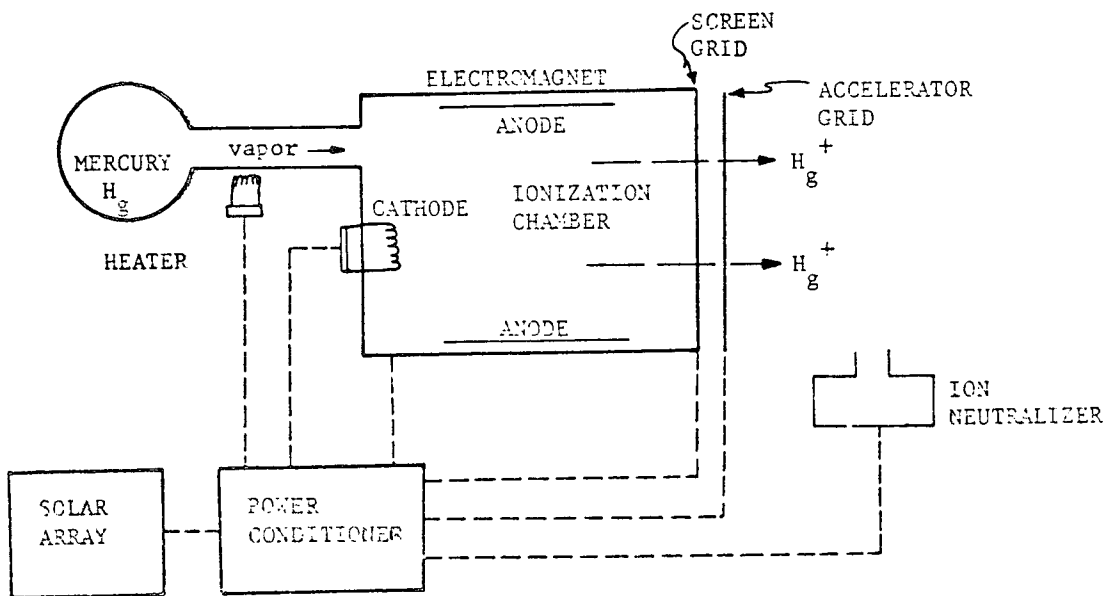 SCREEN
GRID
ELECTROMAGNET
ACCELERATOR
GRID
ANODE
vapor
MERCURY
Hg
Hg+
IONIZATION
CHAMBER
CATHODE
HEATER
Hg+
ANODE
ION
NEUTRALIZER
SOLAR
ARRAY
POWER
CONDITIONER